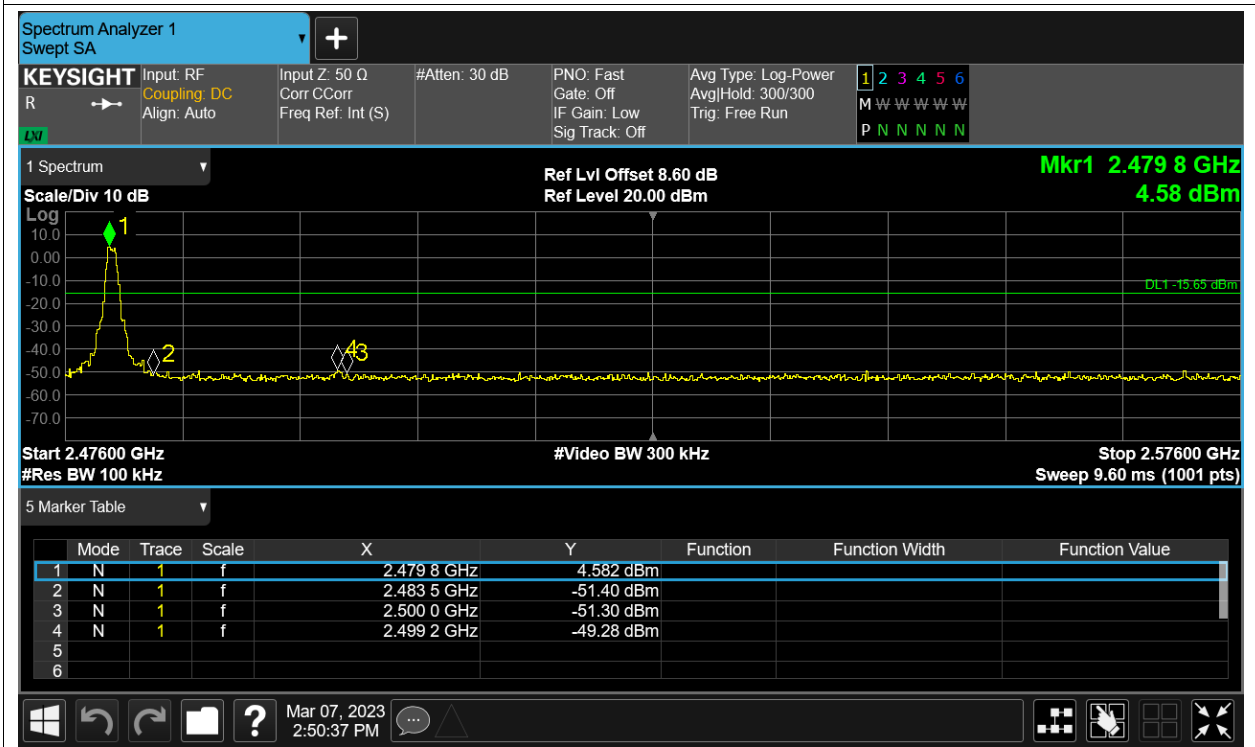 Spectrum Analyzer 1
Swept SA
KEYSIGHT Input: RF Input Z: 50 Ω #Atten: 30 dB PNO: Fast Avg Type: Log-Power 1 2 3 4 5 6
R Coupling: DC Corr CCorr Gate: Off Avg|Hold: 300/300 M W W W W W W
Align: Auto Freq Ref: Int (S) IF Gain: Low Trig: Free Run
LXI Sig Track: Off P N N N N N N
1 Spectrum Ref Lvl Offset 8.60 dB Mkr1 2.479 8 GHz
Scale/Div 10 dB Ref Level 20.00 dBm 4.58 dBm
Log
1
10.0
0.00
-10.0
DL1 -15.65 dBm
-20.0
-30.0
-40.0
2 43
-50.0
-60.0
-70.0
Start 2.47600 GHz #Video BW 300 kHz Stop 2.57600 GHz
#Res BW 100 kHz Sweep 9.60 ms (1001 pts)
5 Marker Table
Mode Trace Scale X Y Function Function Width Function Value
1 N 1 f 2.479 8 GHz 4.582 dBm
2 N 1 f 2.483 5 GHz -51.40 dBm
3 N 1 f 2.500 0 GHz -51.30 dBm
4 N 1 f 2.499 2 GHz -49.28 dBm
5
6
? Mar 07, 2023
2:50:37 PM